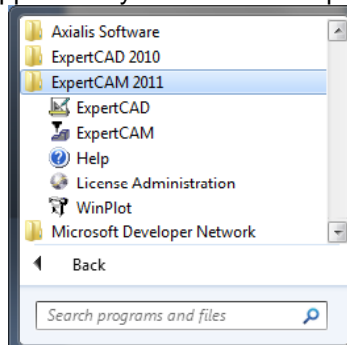 Axialis Software
ExpertCAD 2010
ExpertCAM 2011
ExpertCAD
ExpertCAM
Help
License Administration
WinPlot
Microsoft Developer Network
Back
Search programs and files